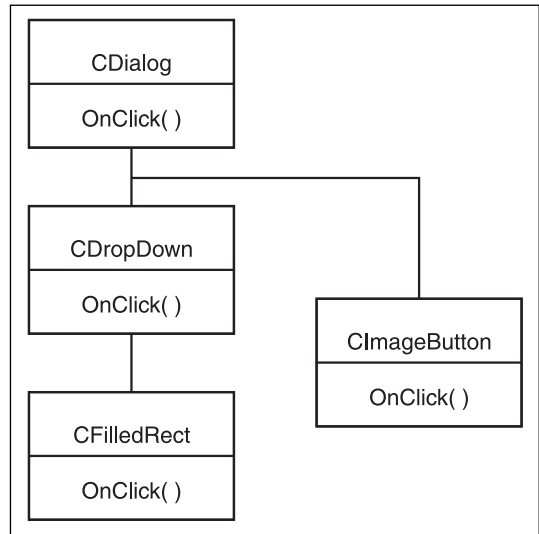 CDialog
OnClick( )
CDropDown
OnClick( )
CImageButton
OnClick( )
CFilledRect
OnClick( )